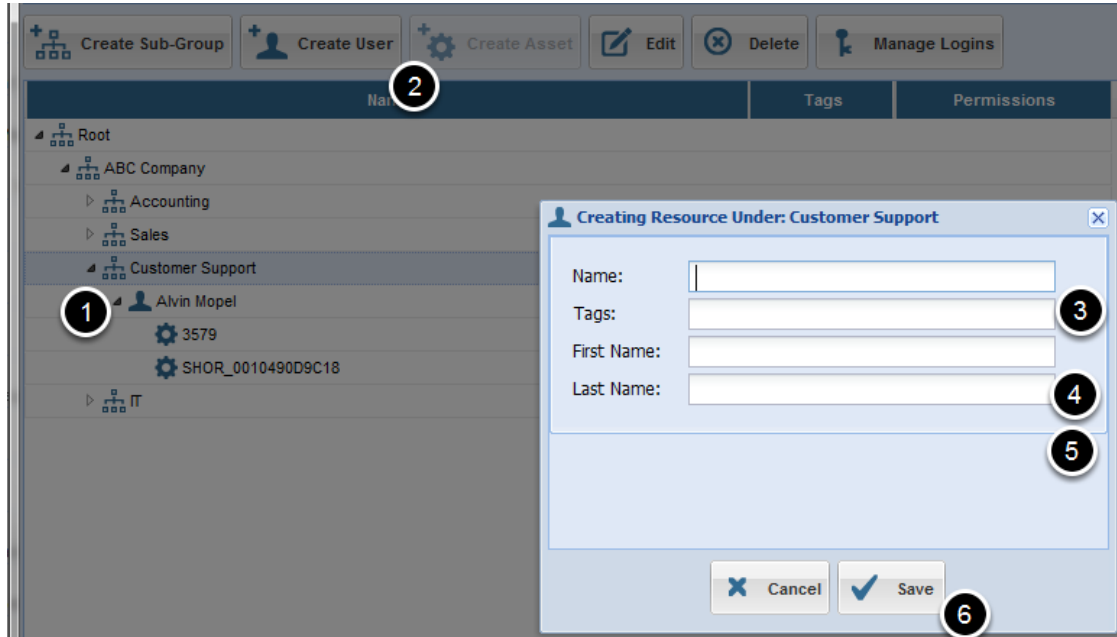 Create Sub-Group Create User Create Asset Edit Delete Manage Logins
2
Tags Permissions
Root
ABC Company
Accounting
Sales
Customer Support
1
Alvin Mopel
3579
SHOR_0010490D9C18
IT
Creating Resource Under: Customer Support
Name:
Tags:
3
First Name:
Last Name:
4
5
Cancel Save
6